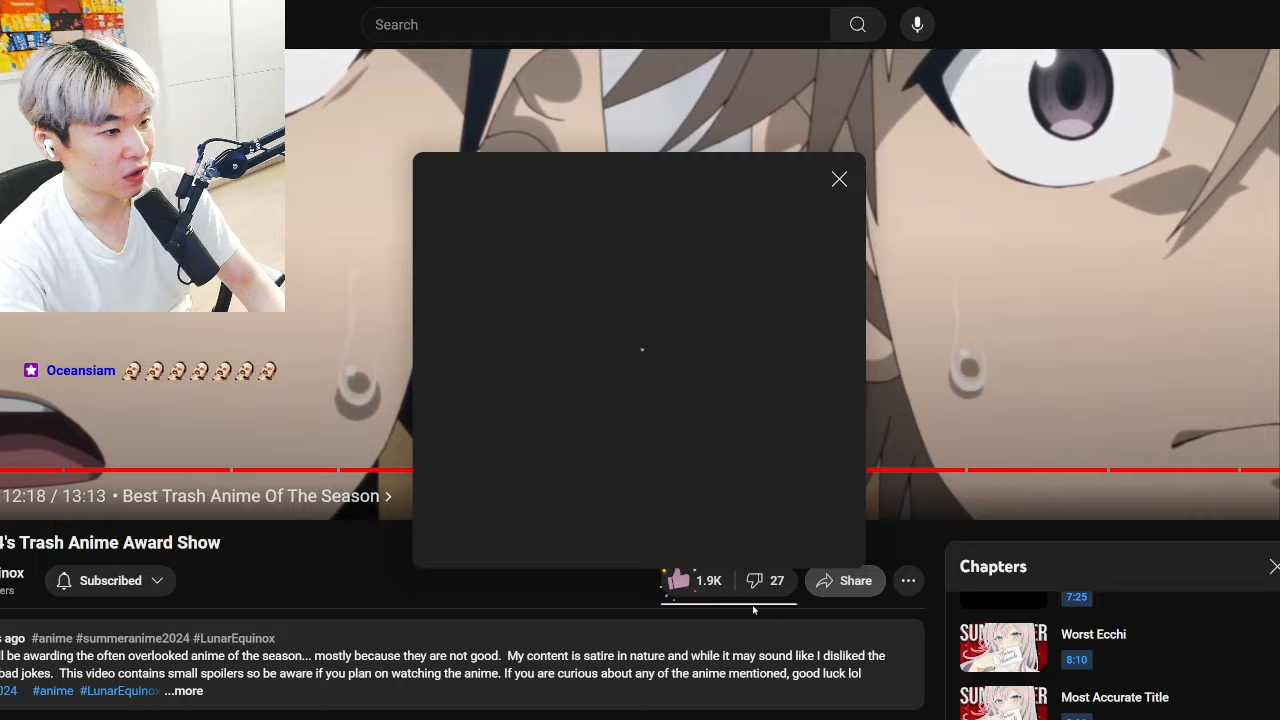 Search
Oceansiam
12:18 / 13:13 • Best Trash Anime Of The Season >
4's Trash Anime Award Show
nox
ers
Subscribed
1.9K
27
Share
Chapters
7:25
Worst Ecchi
8:10
Most Accurate Title
s ago #anime #summeranime2024 #LunarEquinox
ll be awarding the often overlooked anime of the season... mostly because they are not good. My content is satire in nature and while it may sound like I disliked the
bad jokes. This video contains small spoilers so be aware if you plan on watching the anime. If you are curious about any of the anime mentioned, good luck lol
024 #anime #LunarEquinox ...more